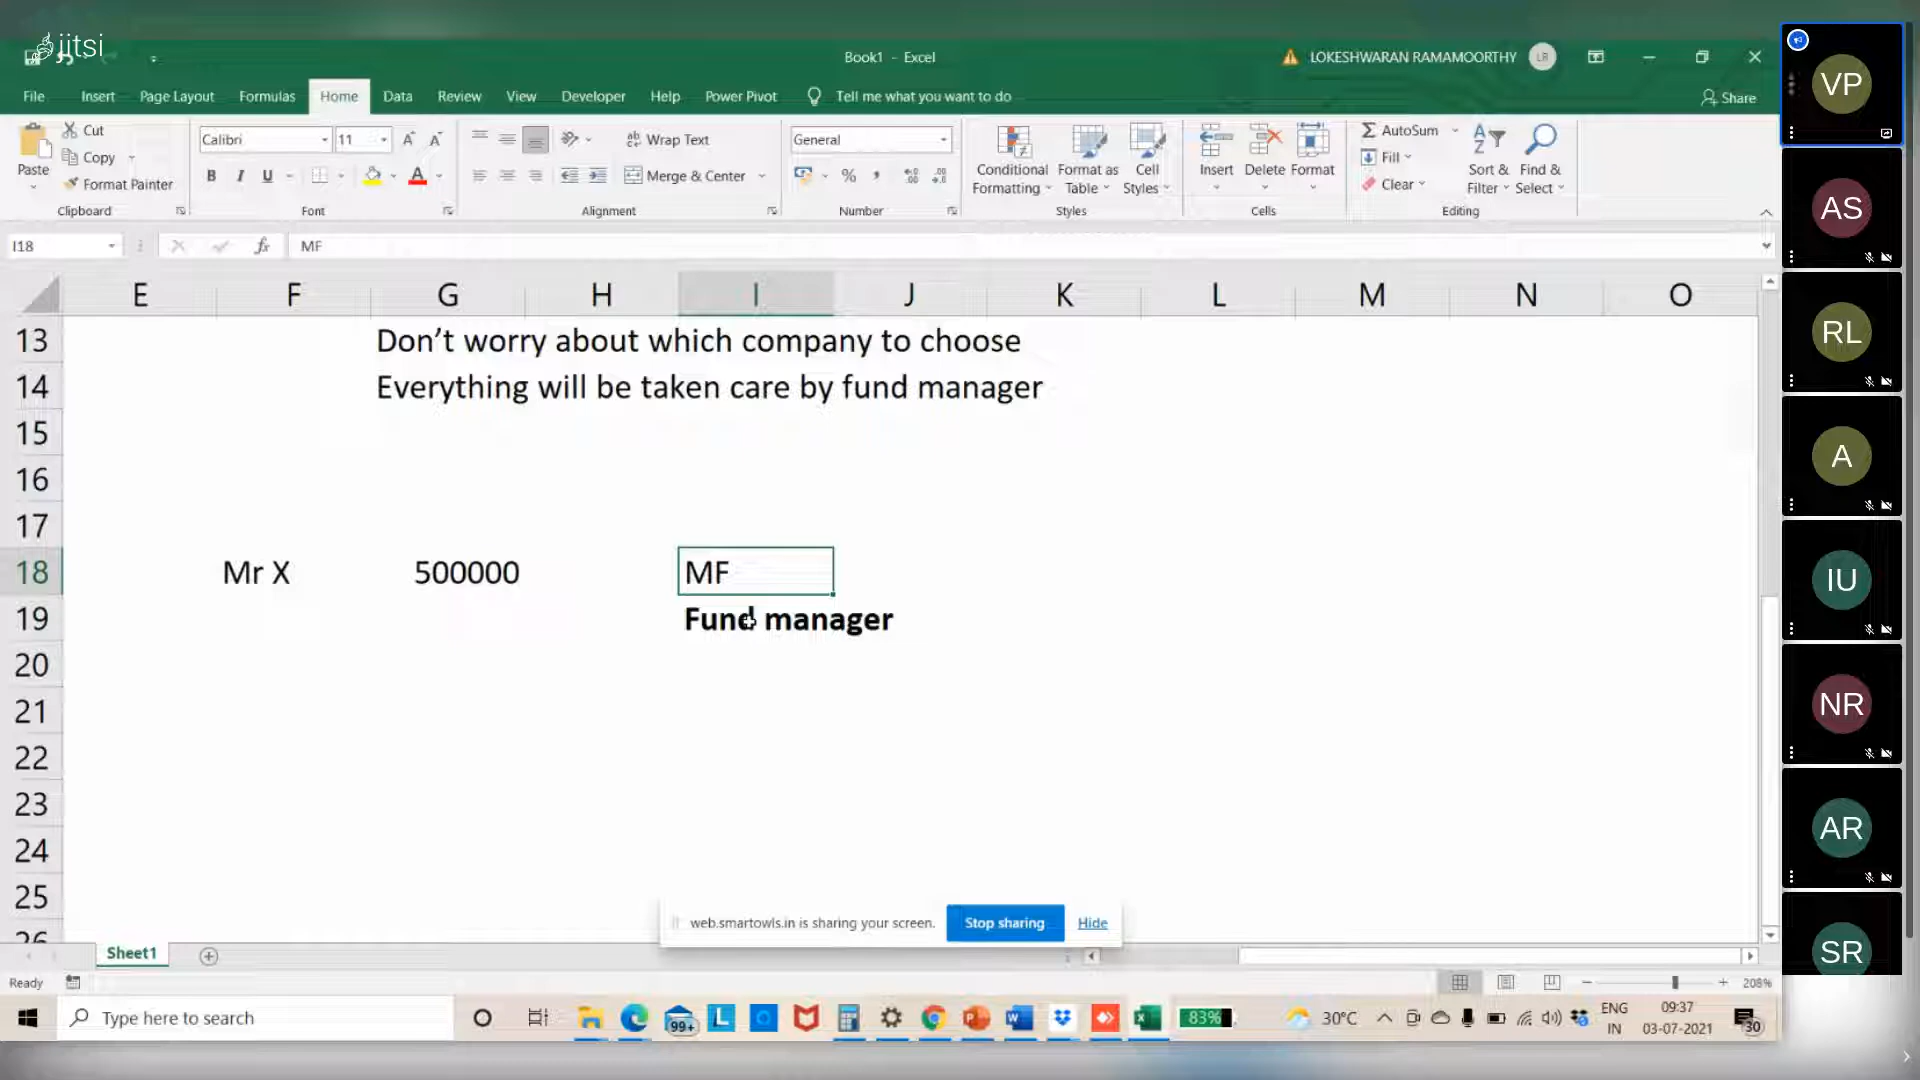 jitsi
Book1 - Excel
LOKESHWARAN RAMAMOORTHY
LR
File Insert Page Layout Formulas Home Data Review View Developer Help Power Pivot Tell me what you want to do
Share
Cut
Copy
Paste
Format Painter
Clipboard
Calibri 11
A A
B I U A
Font
Wrap Text
Merge & Center
Alignment
General
%
Number
Conditional Formatting
Format as Table
Cell Styles
Styles
Insert Delete Format
Cells
AutoSum
Fill
Clear
Sort & Filter
Find & Select
Editing
I18 fx MF
E F G H I J K L M N O
13 Don’t worry about which company to choose
14 Everything will be taken care by fund manager
15
16
17
18 Mr X 500000 MF
19 Fund manager
20
21
22
23
24
25
26
web.smartowls.in is sharing your screen. Stop sharing Hide
Sheet1
Ready
208%
Type here to search
99+
83%
30°C
ENG
IN
09:37
03-07-2021
30
VP
AS
RL
A
IU
NR
AR
SR